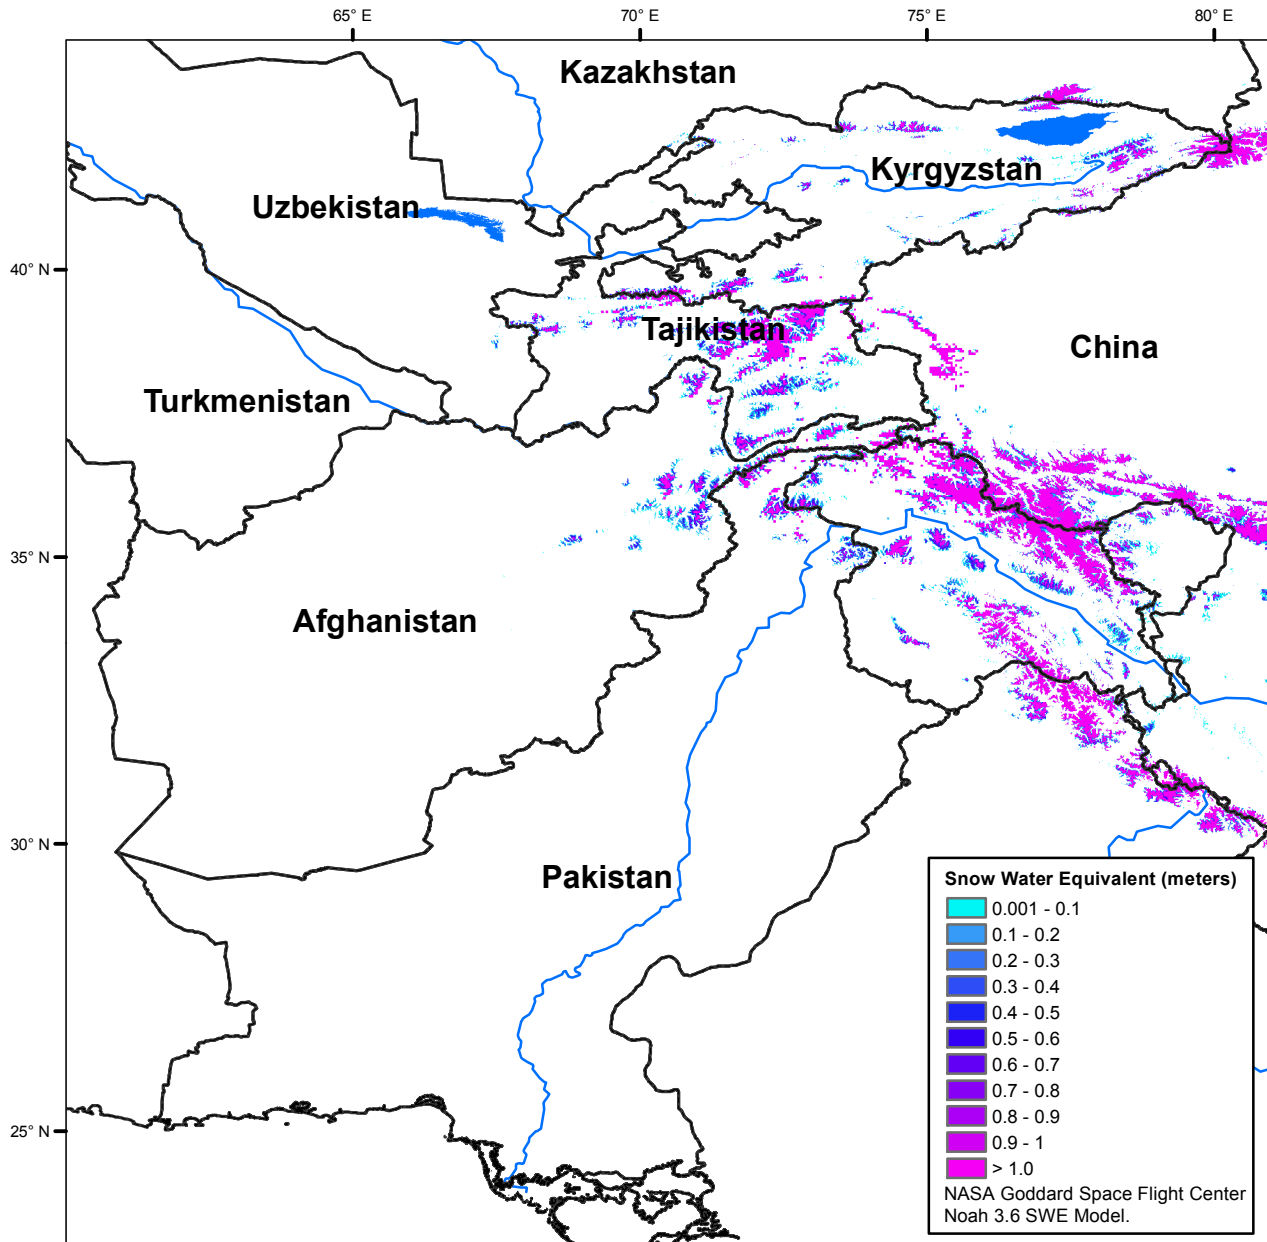 65° E
70° E
75° E
80° E
Kazakhstan
Kyrgyzstan
Uzbekistan
40° N
Tajikistan
China
Turkmenistan
35° N
Afghanistan
30° N
Pakistan
25° N
Snow Water Equivalent (meters)
0.001 - 0.1
0.1 - 0.2
0.2 - 0.3
0.3 - 0.4
0.4 - 0.5
0.5 - 0.6
0.6 - 0.7
0.7 - 0.8
0.8 - 0.9
0.9 - 1
> 1.0
NASA Goddard Space Flight Center
Noah 3.6 SWE Model.